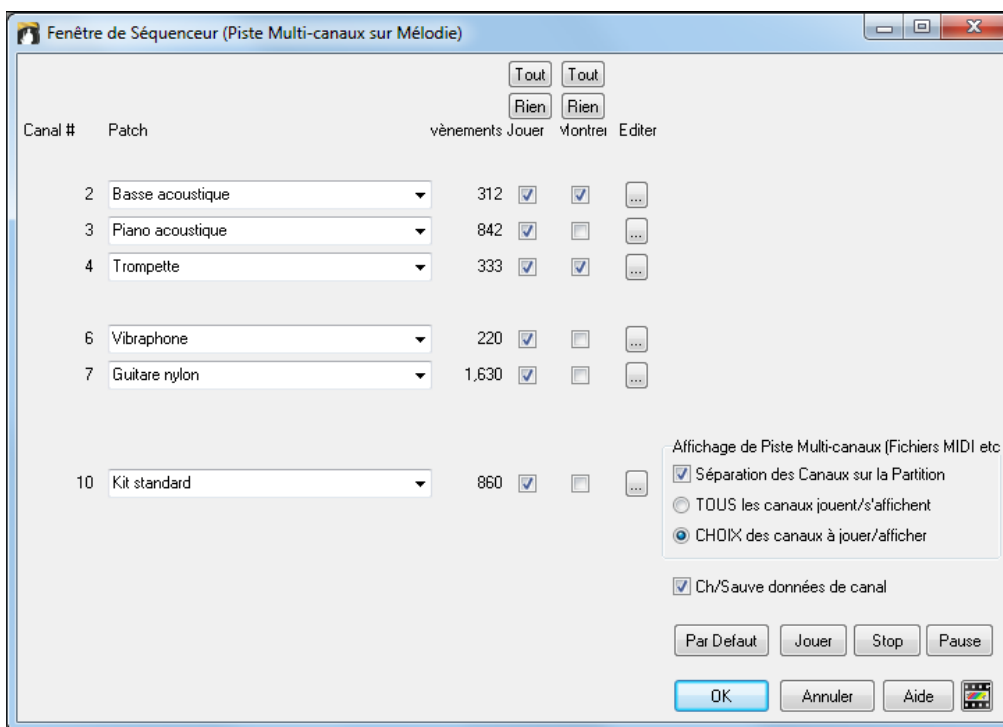 Fenêtre de Séquenceur (Piste Multi-canaux sur Mélodie)
Tout Tout
Rien Rien
Canal # Patch vènements Jouer Montrer Editer
2 Basse acoustique 312 ...
3 Piano acoustique 842 ...
4 Trompette 333 ...
6 Vibraphone 220 ...
7 Guitare nylon 1,630 ...
10 Kit standard 860 ...
Affichage de Piste Multi-canaux (Fichiers MIDI etc
Séparation des Canaux sur la Partition
TOUS les canaux jouent/s'affichent
CHOIX des canaux à jouer/afficher
Ch/Sauve données de canal
Par Defaut Jouer Stop Pause
OK Annuler Aide